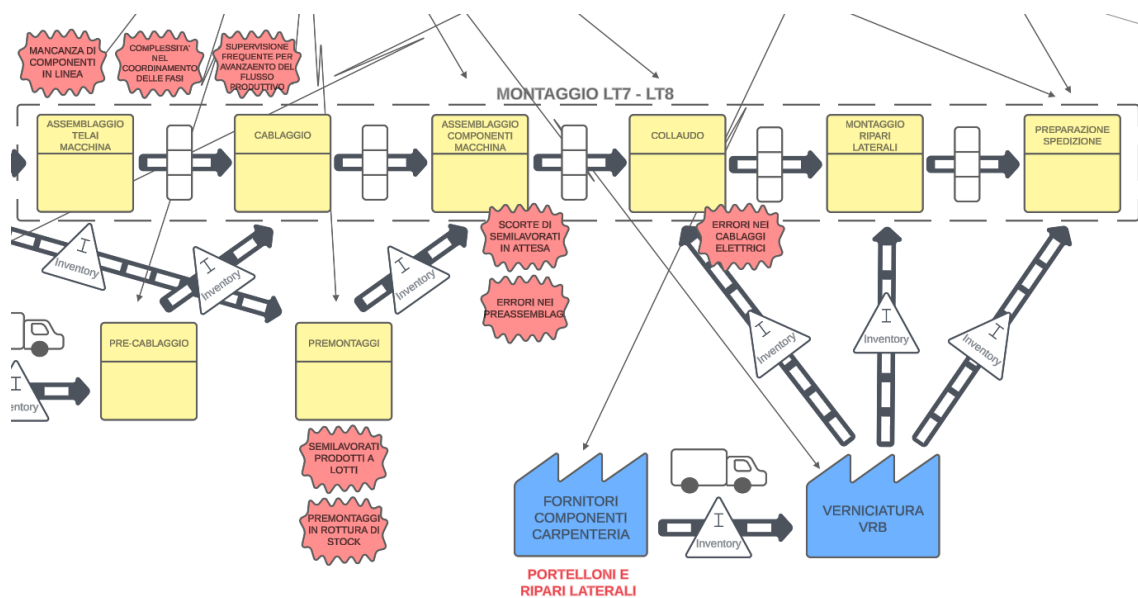 MANCANZA DI
COMPONENTI
IN LINEA
COMPLESSITA'
NEL
COORDINAMENTO
DELLE FASI
SUPERVISIONE
FREQUENTE PER
AVANZAENTO DEL
FLUSSO
PRODUTTIVO
MONTAGGIO LT7 - LT8
ASSEMBLAGGIO
TELAI
MACCHINA
CABLAGGIO
ASSEMBLAGGIO
COMPONENTI
MACCHINA
COLLAUDO
MONTAGGIO
RIPARI
LATERALI
PREPARAZIONE
SPEDIZIONE
SCORTE DI
SEMILAVORATI
IN ATTESA
ERRORI NEI
CABLAGGI
ELETTRICI
I
Inventory
I
Inventory
I
Inventory
ERRORI NEI
PREASSEMBLAG
PRE-CABLAGGIO
PREMONTAGGI
I
Inventory
I
Inventory
I
Inventory
I
entory
SEMILAVORATI
PRODOTTI A
LOTTI
PREMONTAGGI
IN ROTTURA DI
STOCK
FORNITORI
COMPONENTI
CARPENTERIA
I
Inventory
VERNICIATURA
VRB
PORTELLONI E
RIPARI LATERALI